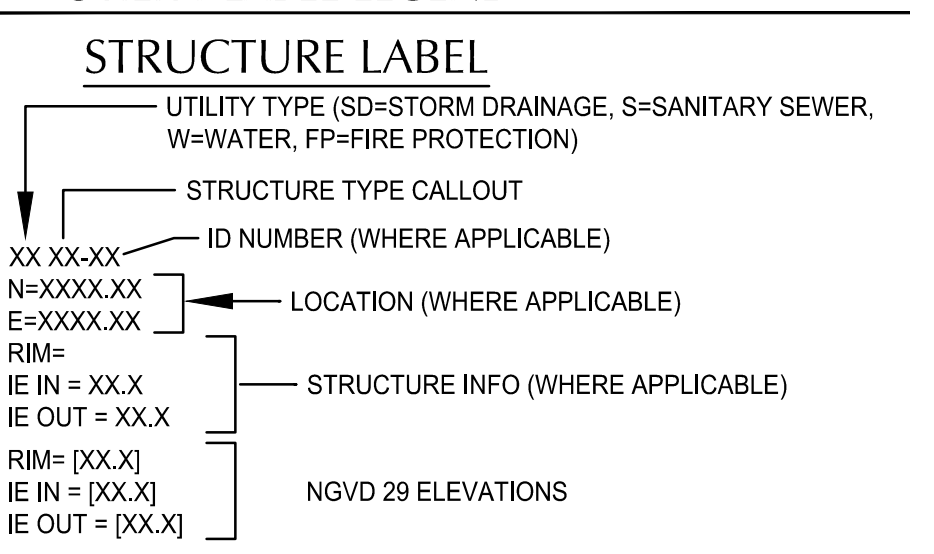 STRUCTURE LABEL
UTILITY TYPE (SD=STORM DRAINAGE, S=SANITARY SEWER,
W=WATER, FP=FIRE PROTECTION)
STRUCTURE TYPE CALLOUT
ID NUMBER (WHERE APPLICABLE)
XX XX-XX
N=XXXX.XX
E=XXXX.XX
LOCATION (WHERE APPLICABLE)
RIM=
IE IN = XX.X
IE OUT = XX.X
STRUCTURE INFO (WHERE APPLICABLE)
RIM= [XX.X]
IE IN = [XX.X]
IE OUT = [XX.X]
NGVD 29 ELEVATIONS